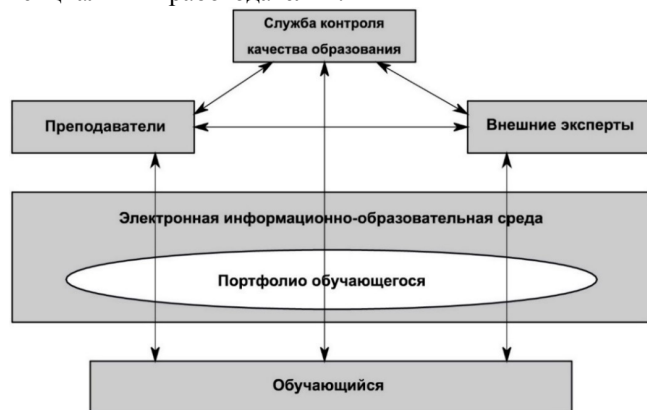 Служба контроля
качества образования
Преподаватели
Внешние эксперты
Электронная информационно-образовательная среда
Портфолио обучающегося
Обучающийся